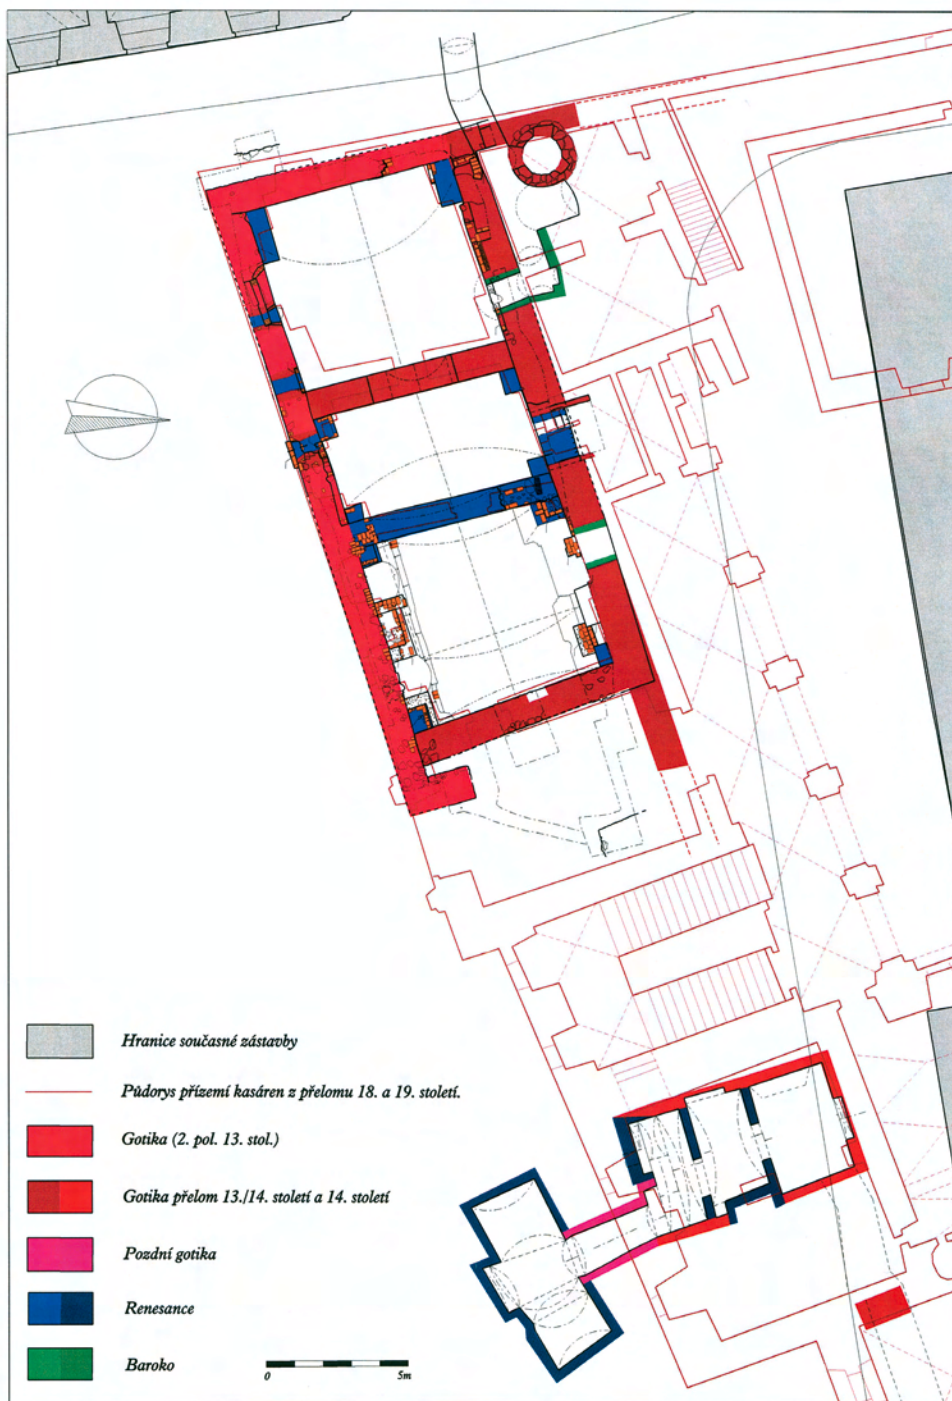 Hranice současné zástavby
Půdorys přízemí kasáren z přelomu 18. a 19. století.
Gotika (2. pol. 13. stol.)
Gotika přelom 13./14. století a 14. století
Pozdní gotika
Renesance
Baroko
0 5m